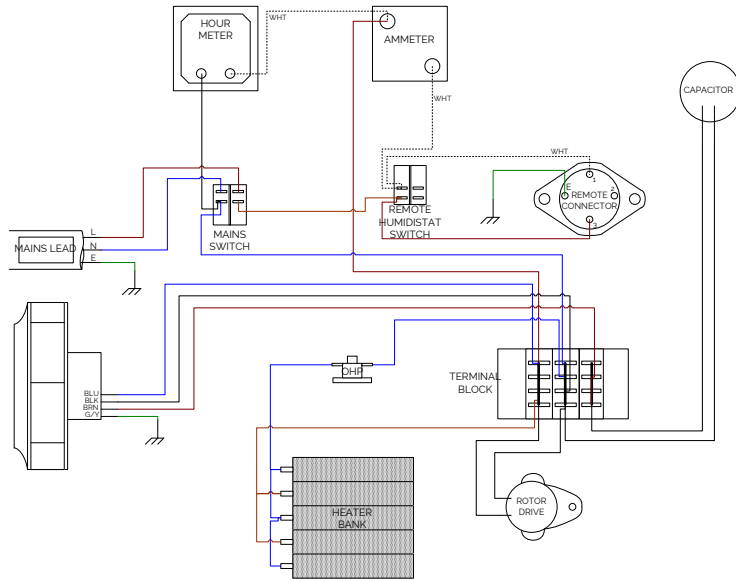 HOUR
METER
WHT
AMMETER
CAPACITOR
WHT
WHT
1
E
2
REMOTE
CONNECTOR
3
REMOTE
HUMIDISTAT
SWITCH
MAINS
SWITCH
L
MAINS LEAD
N
E
OHP
TERMINAL
BLOCK
BLU
BLK
BRN
G/Y
ROTOR
DRIVE
HEATER
BANK